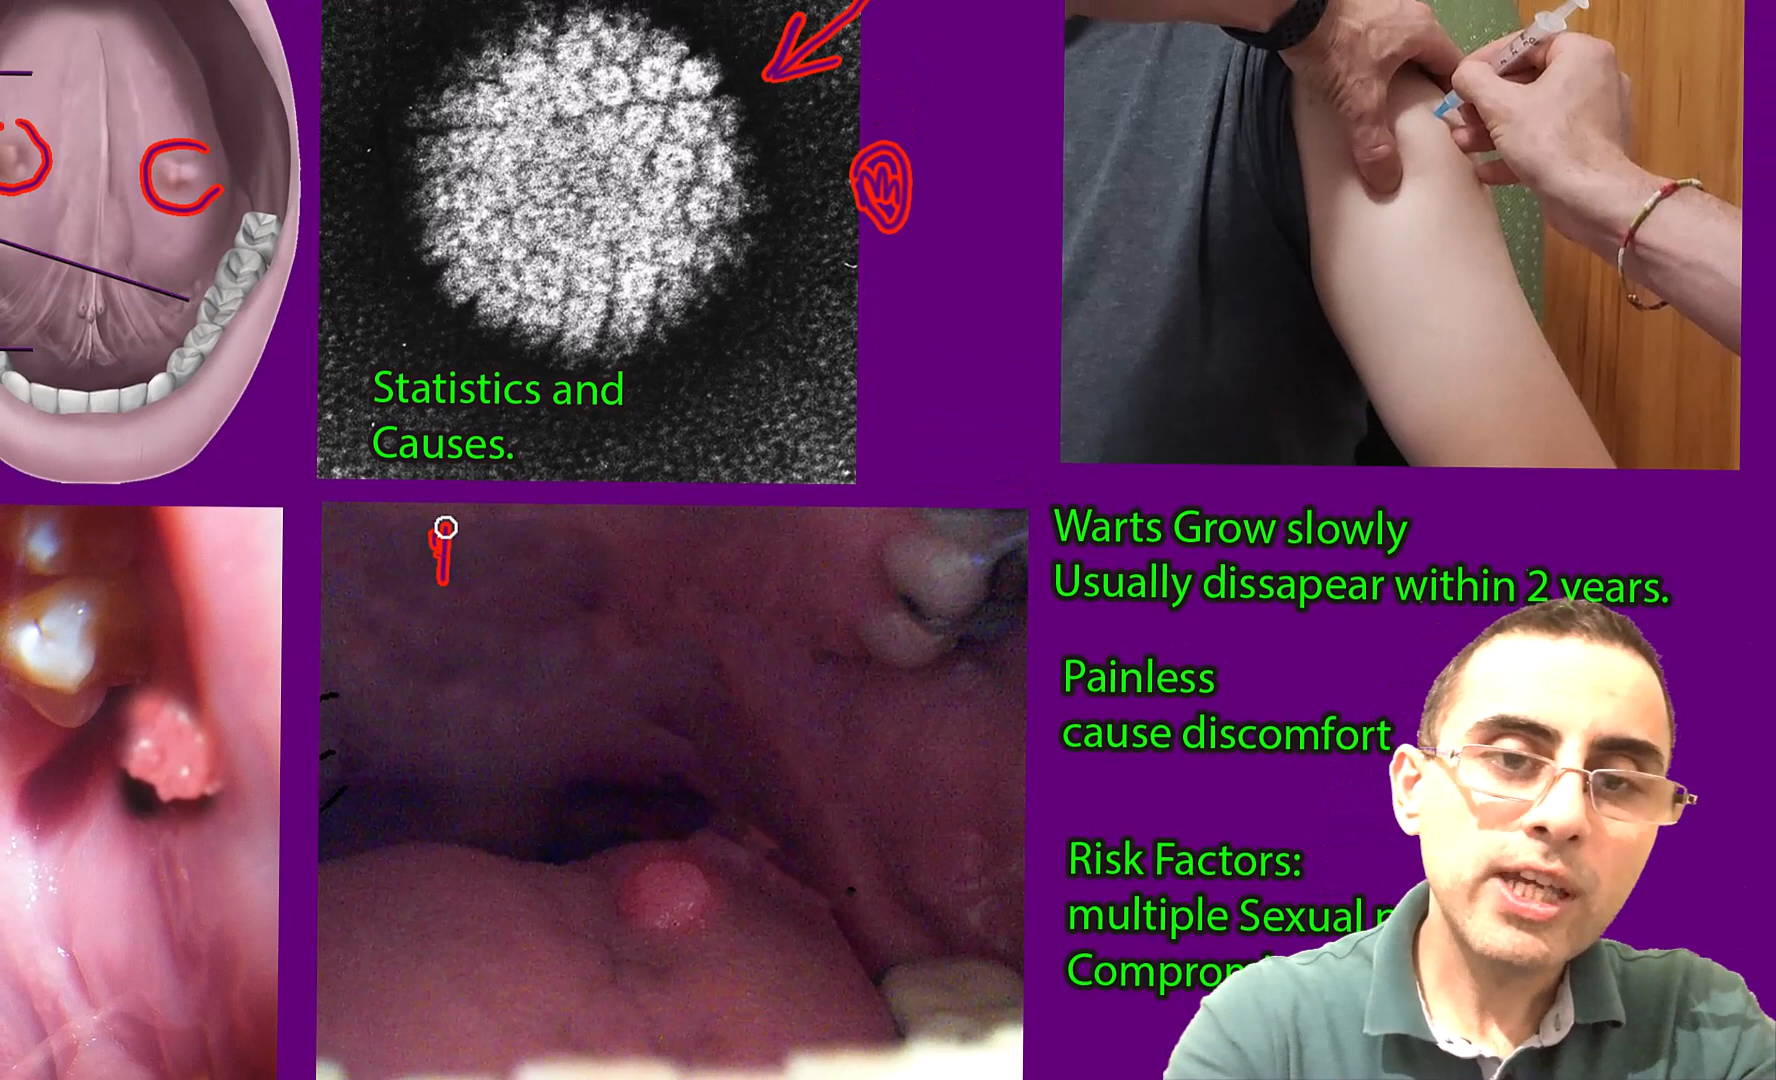 Statistics and
Causes.
Warts Grow slowly
Usually dissapear within 2 years.
Painless
cause discomfort
Risk Factors:
multiple Sexual